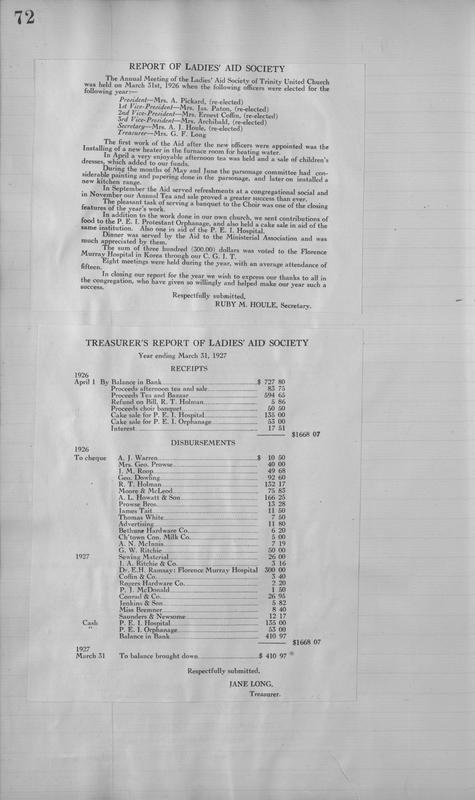 72
REPORT OF LADIES' AID SOCIETY
The Annual Meeting of the Ladies' Aid Society of Trinity United Church
was held on March 31st, 1926 when the following officers were elected for the
following year:—
President—Mrs. A. Pickard, (re-elected)
1st Vice-President—Mrs. Jas. Paton, (re-elected)
2nd Vice-President—Mrs. Ernest Coffin, (re-elected)
3rd Vice-President—Mrs. Archibald, (re-elected)
Secretary—Mrs. A. J. Houle, (re-elected)
Treasurer—Mrs. G. F. Long
The first work of the Aid after the new officers were appointed was the
Installing of a new heater in the furnace room for heating water.
In April a very enjoyable afternoon tea was held and a sale of children's
dresses, which added to our funds.
During the months of May and June the parsonage committee had con-
siderable painting and papering done in the parsonage, and later on installed a
new kitchen range.
In September the Aid served refreshments at a congregational social and
in November our Annual Tea and sale proved a greater success than ever.
The pleasant task of serving a banquet to the Choir was one of the closing
features of the year's work.
In addition to the work done in our own church, we sent contributions of
food to the P. E. I. Protestant Orphanage, and also held a cake sale in aid of the
same institution. Also one in aid of the P. E. I. Hospital.
Dinner was served by the Aid to the Ministerial Association and was
much appreciated by them.
The sum of three hundred (300.00) dollars was voted to the Florence
Murray Hospital in Korea through our C. G. I. T.
Eight meetings were held during the year, with an average attendance of
fifteen.
In closing our report for the year we wish to express our thanks to all in
the congregation, who have given so willingly and helped make our year such a
success.
Respectfully submitted,
RUBY M. HOULE, Secretary.
TREASURER'S REPORT OF LADIES' AID SOCIETY
Year ending March 31, 1927
RECEIPTS
1926
April 1 By Balance in Bank $ 727 80
Proceeds afternoon tea and sale 83 75
Proceeds Tea and Bazaar 594 65
Refund on Bill, R. T. Holman 5 86
Proceeds choir banquet 50 50
Cake sale for P. E. I. Hospital 135 00
Cake sale for P. E. I. Orphanage 53 00
Interest 17 51
$1668 07
DISBURSEMENTS
1926
To cheque A. J. Warren $ 10 50
Mrs. Geo. Prowse 40 00
J. M. Roop 49 68
Geo. Dowling 92 60
R. T. Holman 152 17
Moore & McLeod 75 83
A. L. Howatt & Son 166 25
Prowse Bros. 13 28
James Tait 11 50
Thomas White 7 50
Advertising 11 80
Bethune Hardware Co. 6 20
Ch'town Con. Milk Co. 5 00
A. N. McInnis 7 19
G. W. Ritchie 50 00
1927 Sewing Material 26 00
J. A. Ritchie & Co. 3 16
Dr. E.H. Ramsay: Florence Murray Hospital 300 00
Coffin & Co. 3 40
Rogers Hardware Co. 2 20
P. J. McDonald 1 50
Conrad & Co. 26 95
Jenkins & Son 5 82
Miss Bremner 8 40
Saunders & Newsome 12 17
Cash P. E. I. Hospital 135 00
" P. E. I. Orphanage 53 00
Balance in Bank 410 97
$1668 07
1927
March 31 To balance brought down $ 410 97
Respectfully submitted,
JANE LONG,
Treasurer.